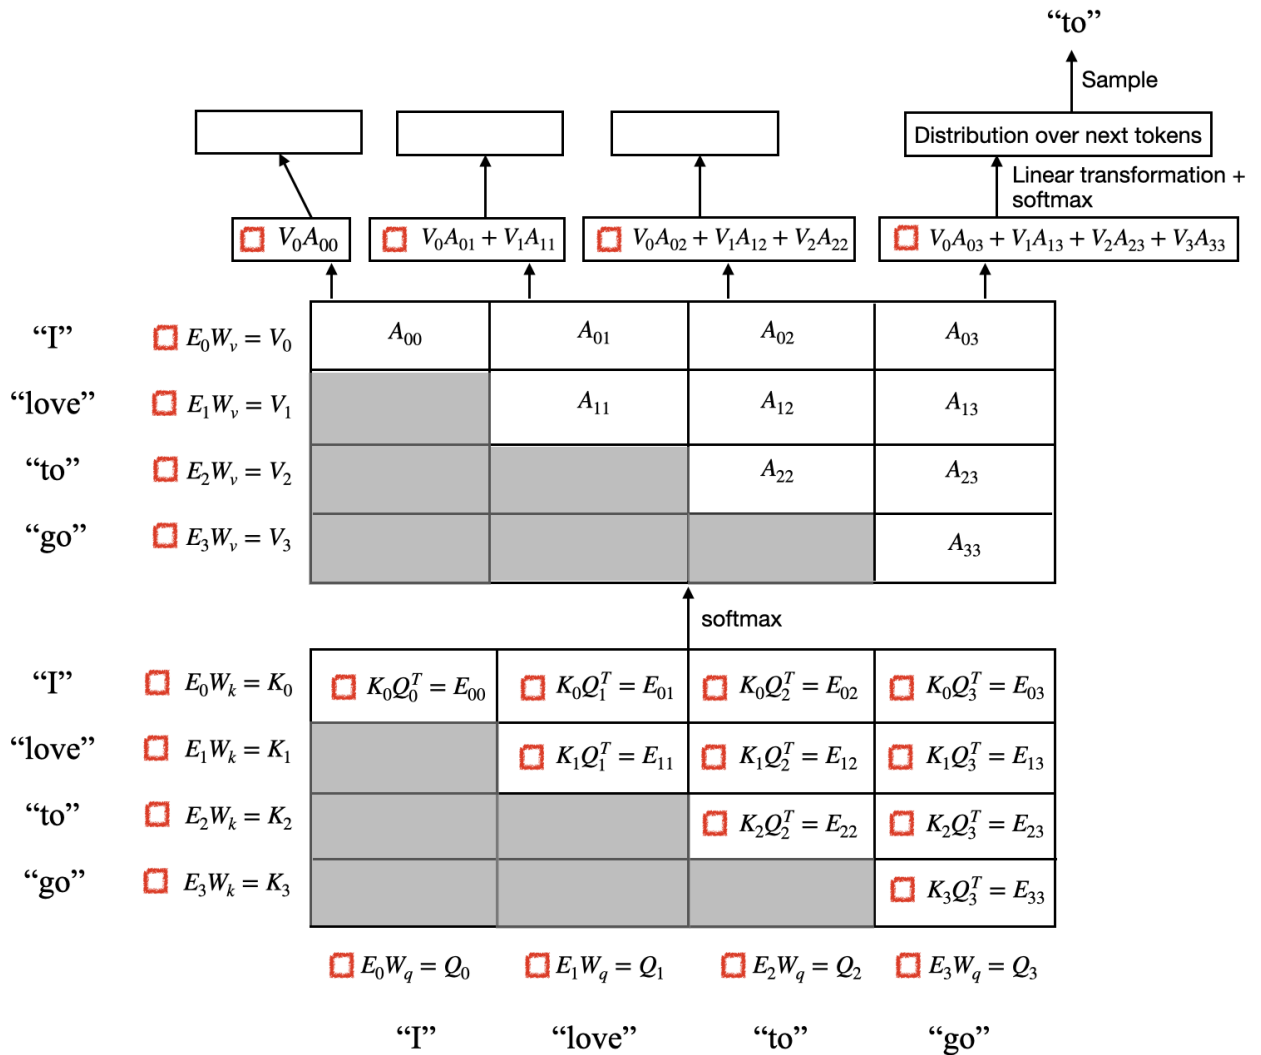 “to”
Sample
Distribution over next tokens
Linear transformation +
softmax
V₀A₀₀
V₀A₀₁ + V₁A₁₁
V₀A₀₂ + V₁A₁₂ + V₂A₂₂
V₀A₀₃ + V₁A₁₃ + V₂A₂₃ + V₃A₃₃
“I” E₀Wᵥ = V₀ A₀₀ A₀₁ A₀₂ A₀₃
“love” E₁Wᵥ = V₁ A₁₁ A₁₂ A₁₃
“to” E₂Wᵥ = V₂ A₂₂ A₂₃
“go” E₃Wᵥ = V₃ A₃₃
softmax
“I” E₀Wₖ = K₀ K₀Q₀ᵀ = E₀₀ K₀Q₁ᵀ = E₀₁ K₀Q₂ᵀ = E₀₂ K₀Q₃ᵀ = E₀₃
“love” E₁Wₖ = K₁ K₁Q₁ᵀ = E₁₁ K₁Q₂ᵀ = E₁₂ K₁Q₃ᵀ = E₁₃
“to” E₂Wₖ = K₂ K₂Q₂ᵀ = E₂₂ K₂Q₃ᵀ = E₂₃
“go” E₃Wₖ = K₃ K₃Q₃ᵀ = E₃₃
E₀W_q = Q₀ E₁W_q = Q₁ E₂W_q = Q₂ E₃W_q = Q₃
“I” “love” “to” “go”